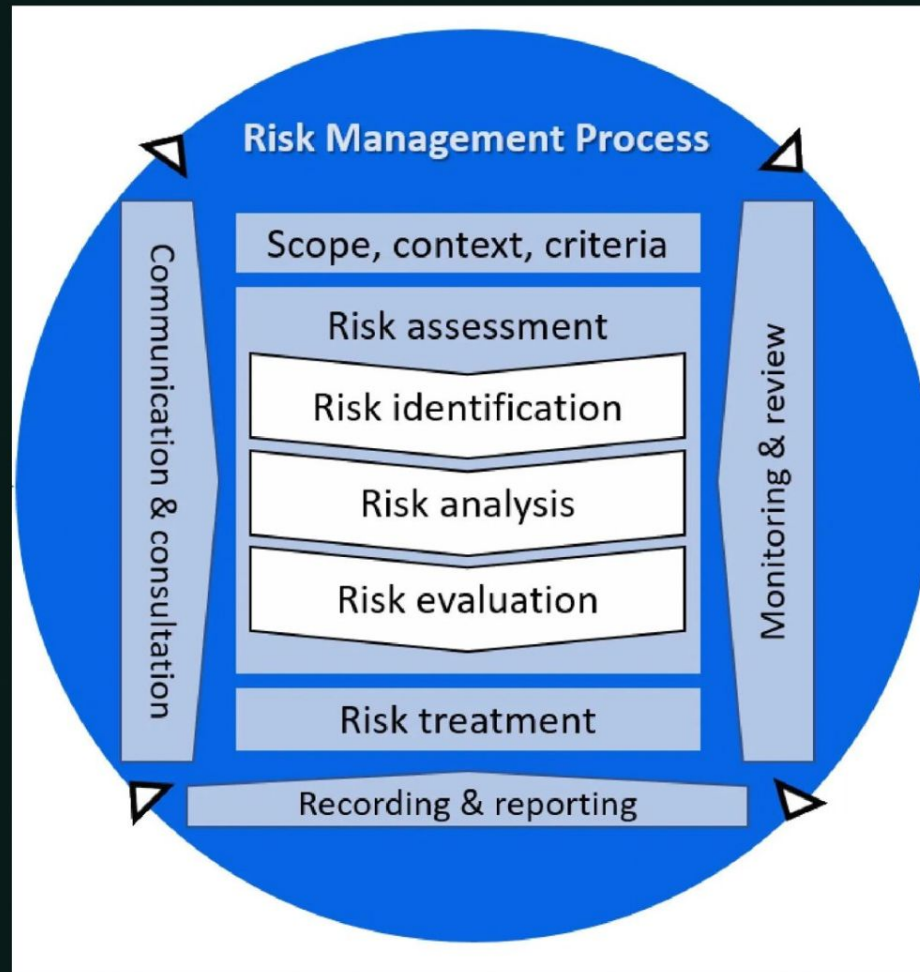 Risk Management Process
Communication & consultation
Scope, context, criteria
Risk assessment
Risk identification
Risk analysis
Risk evaluation
Risk treatment
Monitoring & review
Recording & reporting